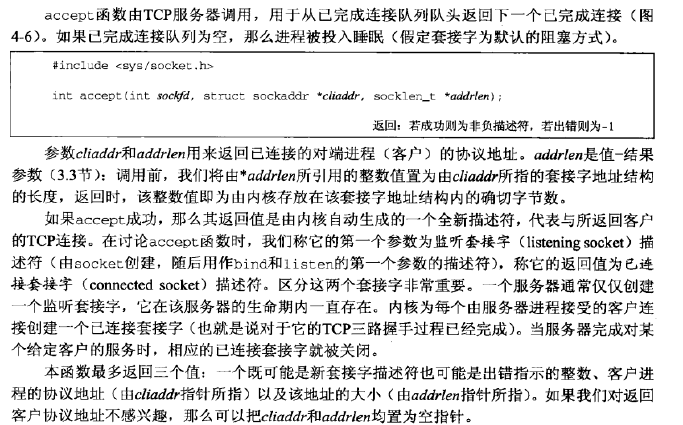 accept函数由TCP服务器调用，用于从已完成连接队列队头返回下一个已完成连接（图
4-6）。如果已完成连接队列为空，那么进程被投入睡眠（假定套接字为默认的阻塞方式）。
#include <sys/socket.h>
int accept(int sockfd, struct sockaddr *cliaddr, socklen_t *addrlen);
返回：若成功则为非负描述符，若出错则为-1
参数cliaddr和addrlen用来返回已连接的对端进程（客户）的协议地址。addrlen是值-结果
参数（3.3节）：调用前，我们将由*addrlen所引用的整数值置为由cliaddr所指的套接字地址结构
的长度，返回时，该整数值即为由内核存放在该套接字地址结构内的确切字节数。
如果accept成功，那么其返回值是由内核自动生成的一个全新描述符，代表与所返回客户
的TCP连接。在讨论accept函数时，我们称它的第一个参数为监听套接字（listening socket）描
述符（由socket创建，随后用作bind和listen的第一个参数的描述符），称它的返回值为已连
接套接字（connected socket）描述符。区分这两个套接字非常重要。一个服务器通常仅仅创建
一个监听套接字，它在该服务器的生命期内一直存在。内核为每个由服务器进程接受的客户连
接创建一个已连接套接字（也就是说对于它的TCP三路握手过程已经完成）。当服务器完成对某
个给定客户的服务时，相应的已连接套接字就被关闭。
本函数最多返回三个值：一个既可能是新套接字描述符也可能是出错指示的整数、客户进
程的协议地址（由cliaddr指针所指）以及该地址的大小（由addrlen指针所指）。如果我们对返回
客户协议地址不感兴趣，那么可以把cliaddr和addrlen均置为空指针。